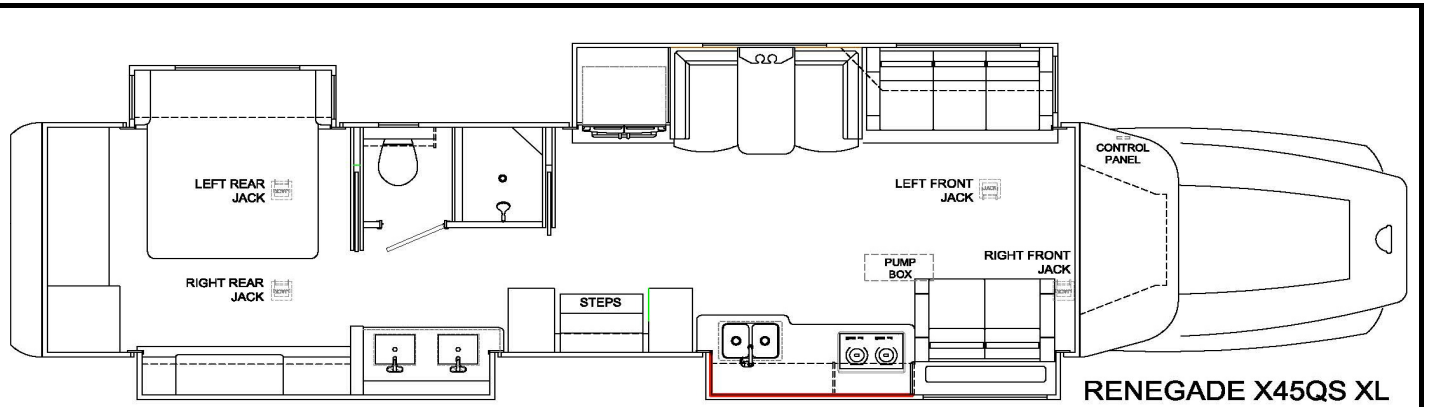 CONTROL
PANEL
LEFT REAR
JACK
LEFT FRONT
JACK
JACK
RIGHT FRONT
JACK
PUMP
BOX
RIGHT REAR
JACK
STEPS
RENEGADE X45QS XL